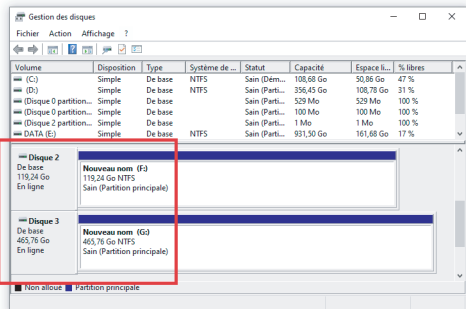 Gestion des disques
Fichier Action Affichage ?
Volume Disposition Type Système de ... Statut Capacité Espace li... % libres
(C:) Simple De base NTFS Sain (Dém... 108,68 Go 50,86 Go 47 %
(D:) Simple De base NTFS Sain (Parti... 356,45 Go 108,78 Go 31 %
(Disque 0 partition... Simple De base Sain (Parti... 529 Mo 529 Mo 100 %
(Disque 0 partition... Simple De base Sain (Parti... 100 Mo 100 Mo 100 %
(Disque 2 partition... Simple De base Sain (Parti... 1 Mo 1 Mo 100 %
DATA (E:) Simple De base NTFS Sain (Parti... 931,50 Go 161,68 Go 17 %
Disque 2
De base
119,24 Go
En ligne
Nouveau nom (F:)
119,24 Go NTFS
Sain (Partition principale)
Disque 3
De base
465,76 Go
En ligne
Nouveau nom (G:)
465,76 Go NTFS
Sain (Partition principale)
Non alloué Partition principale